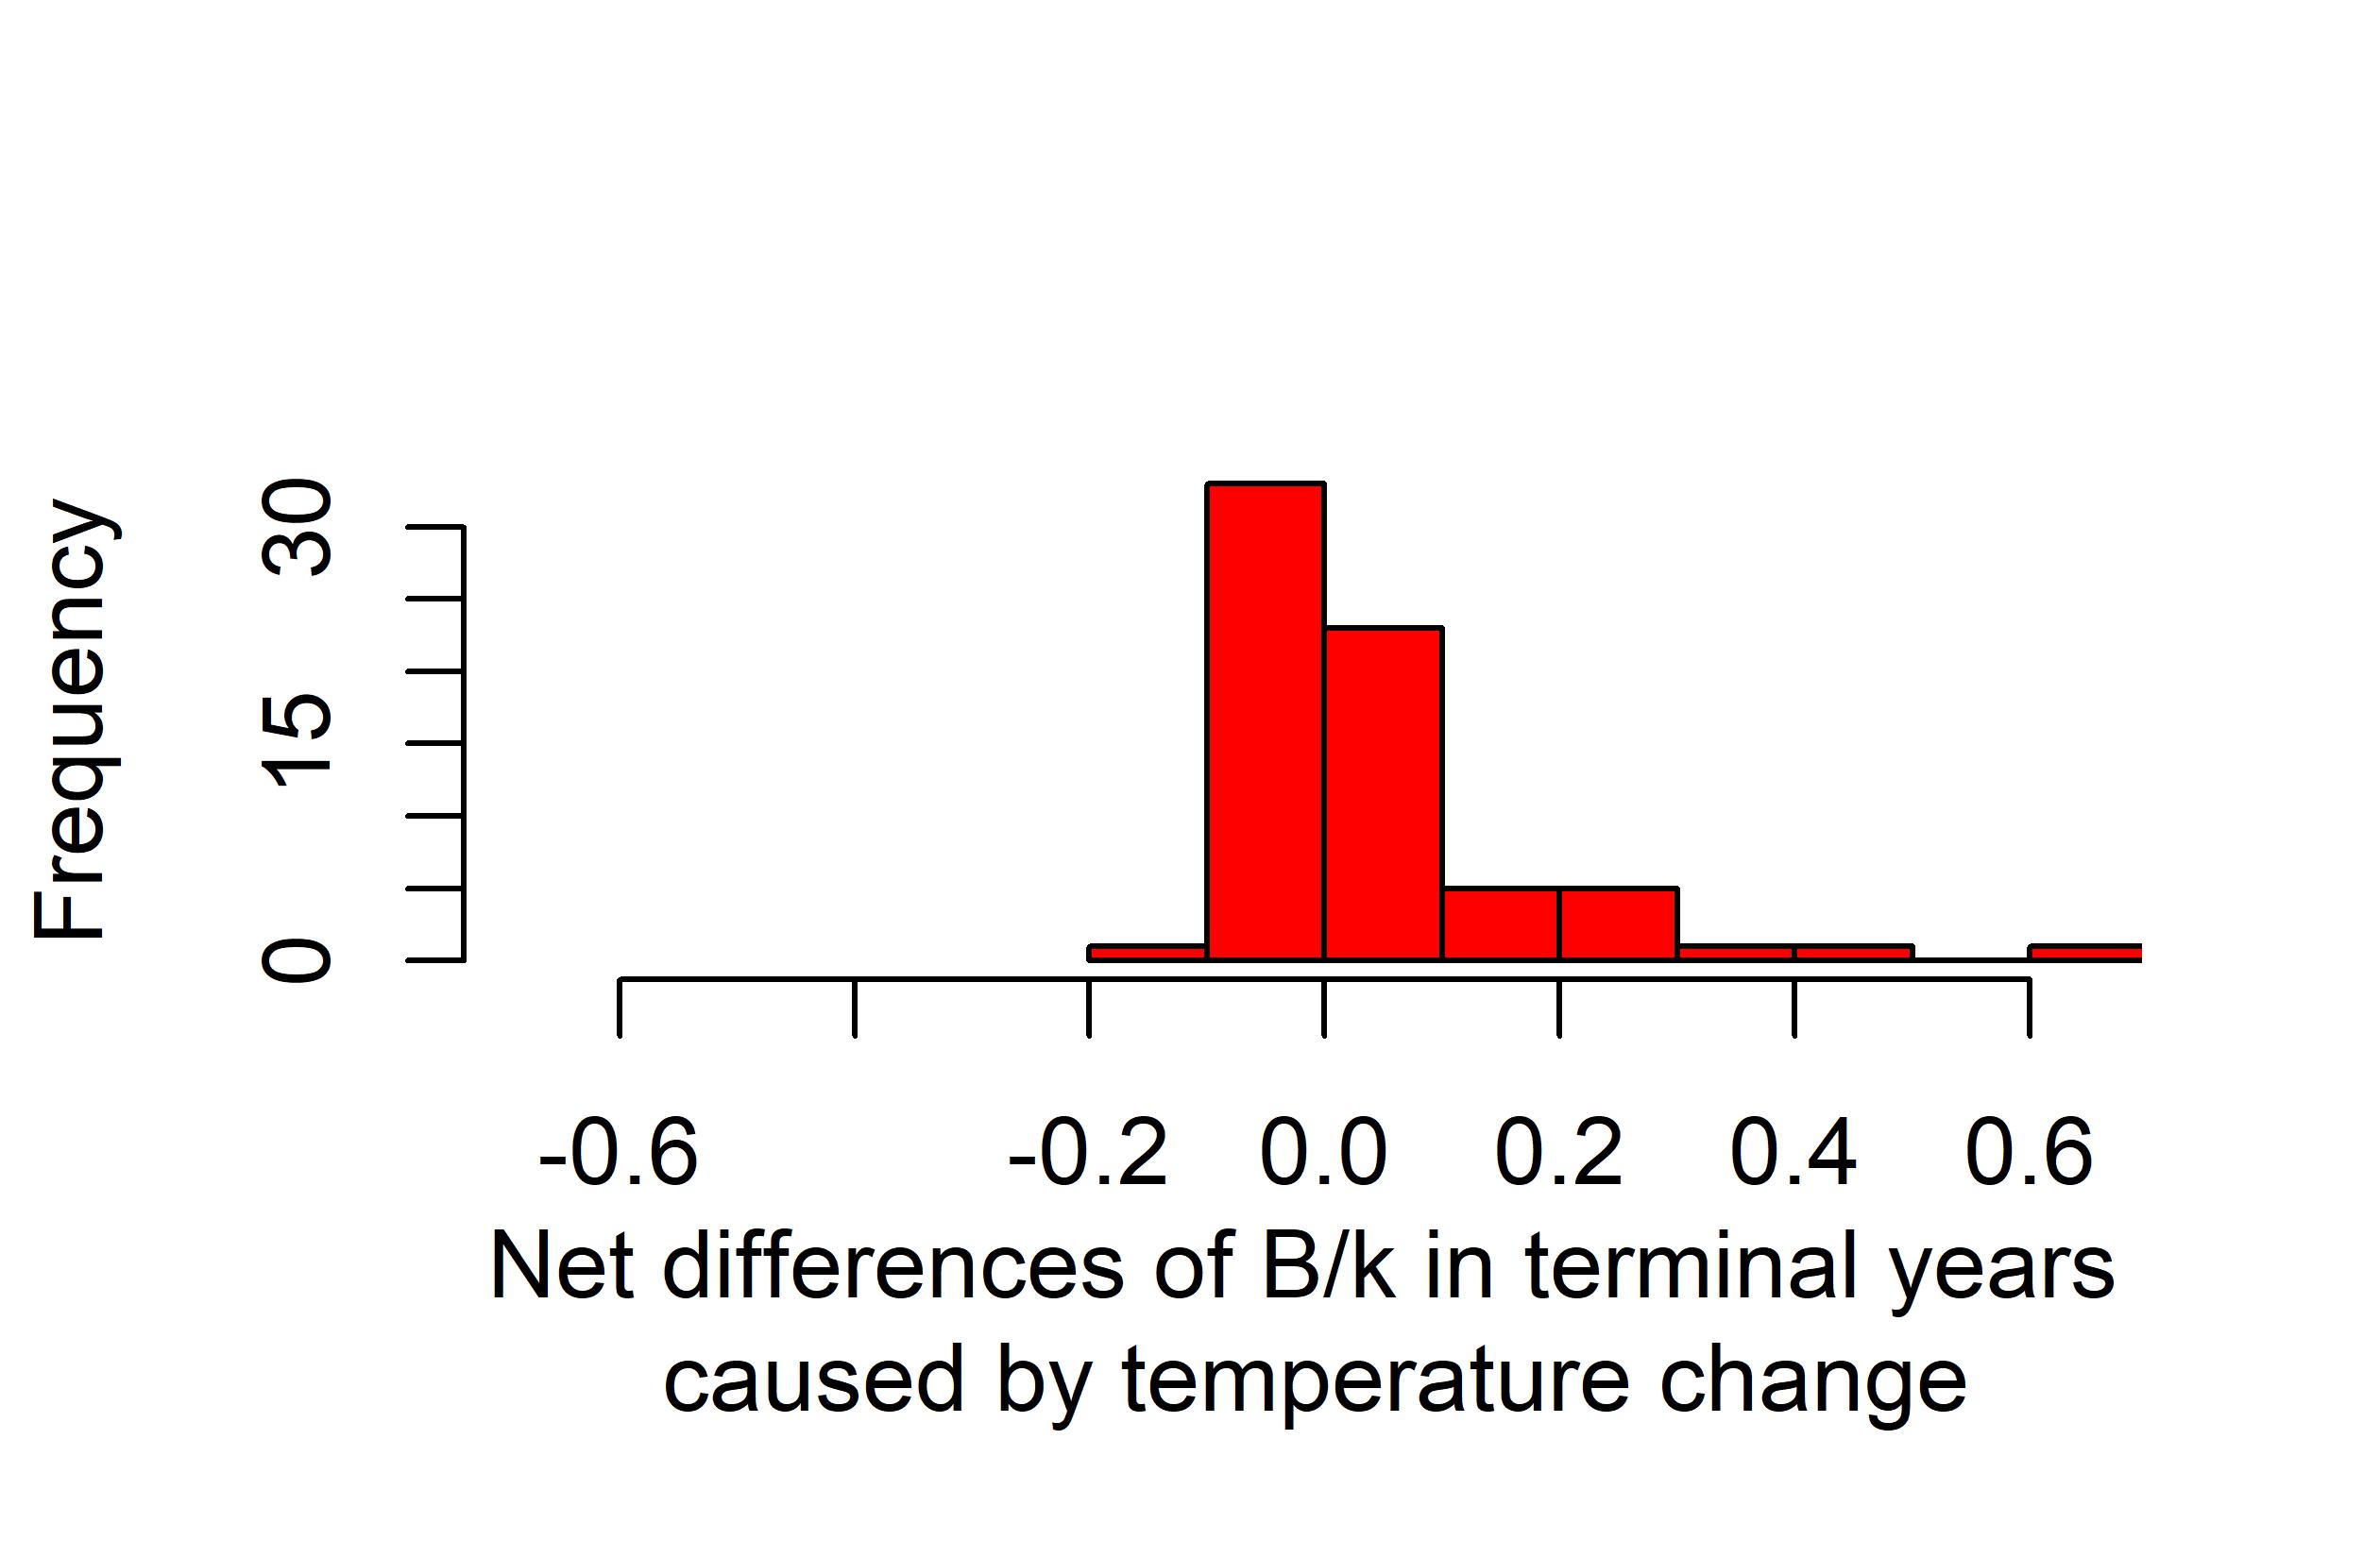 Frequency
30
15
0
-0.6 -0.2 0.0 0.2 0.4 0.6
Net differences of B/k in terminal years
caused by temperature change